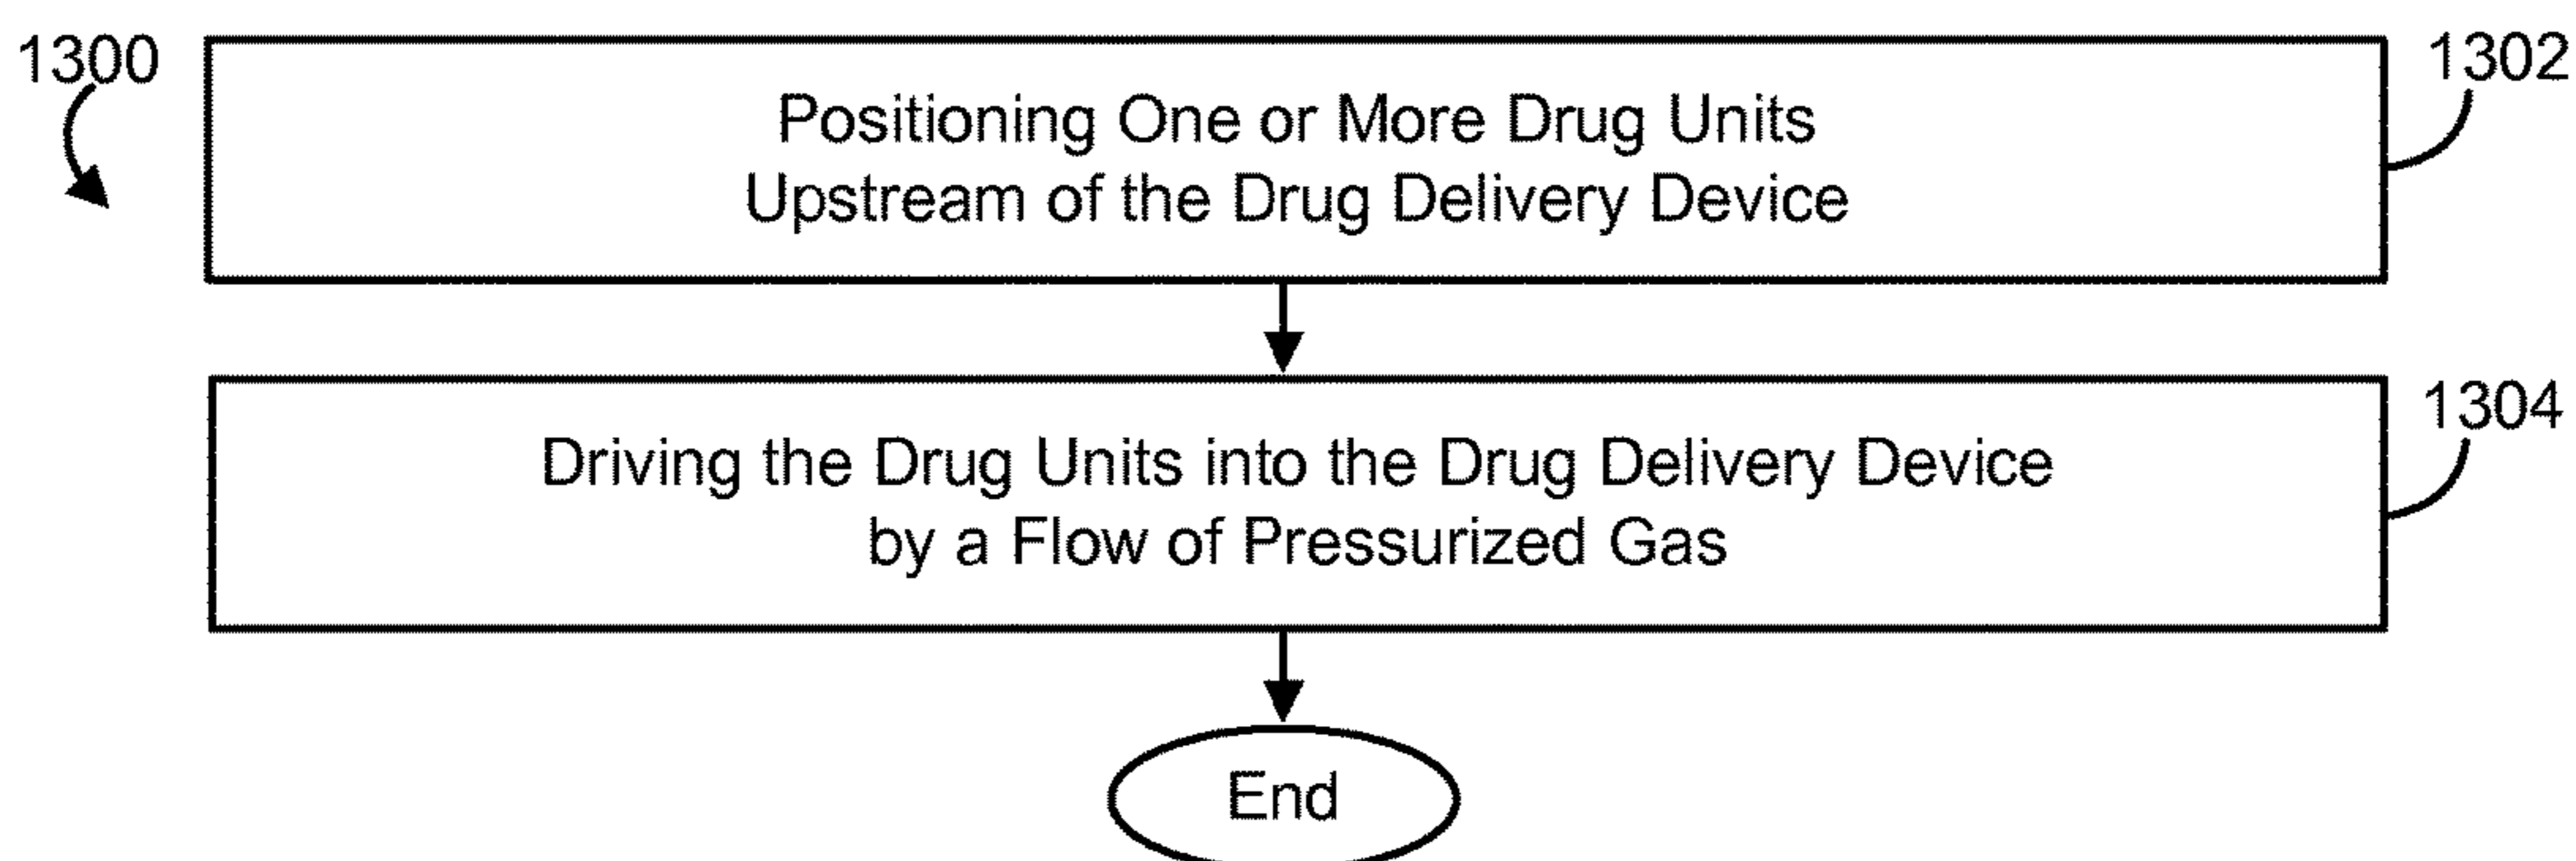 1300
1302
Positioning One or More Drug Units
Upstream of the Drug Delivery Device
1304
Driving the Drug Units into the Drug Delivery Device
by a Flow of Pressurized Gas
End